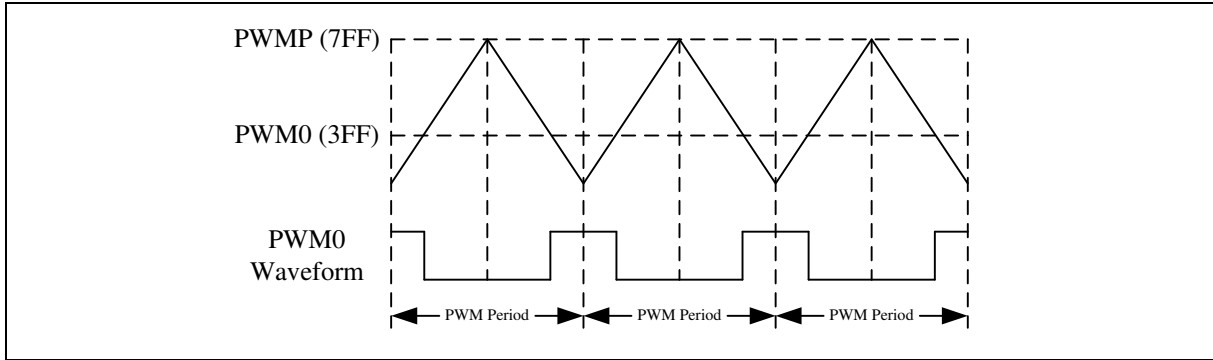 PWMP (7FF)
PWM0 (3FF)
PWM0
Waveform
PWM Period
PWM Period
PWM Period